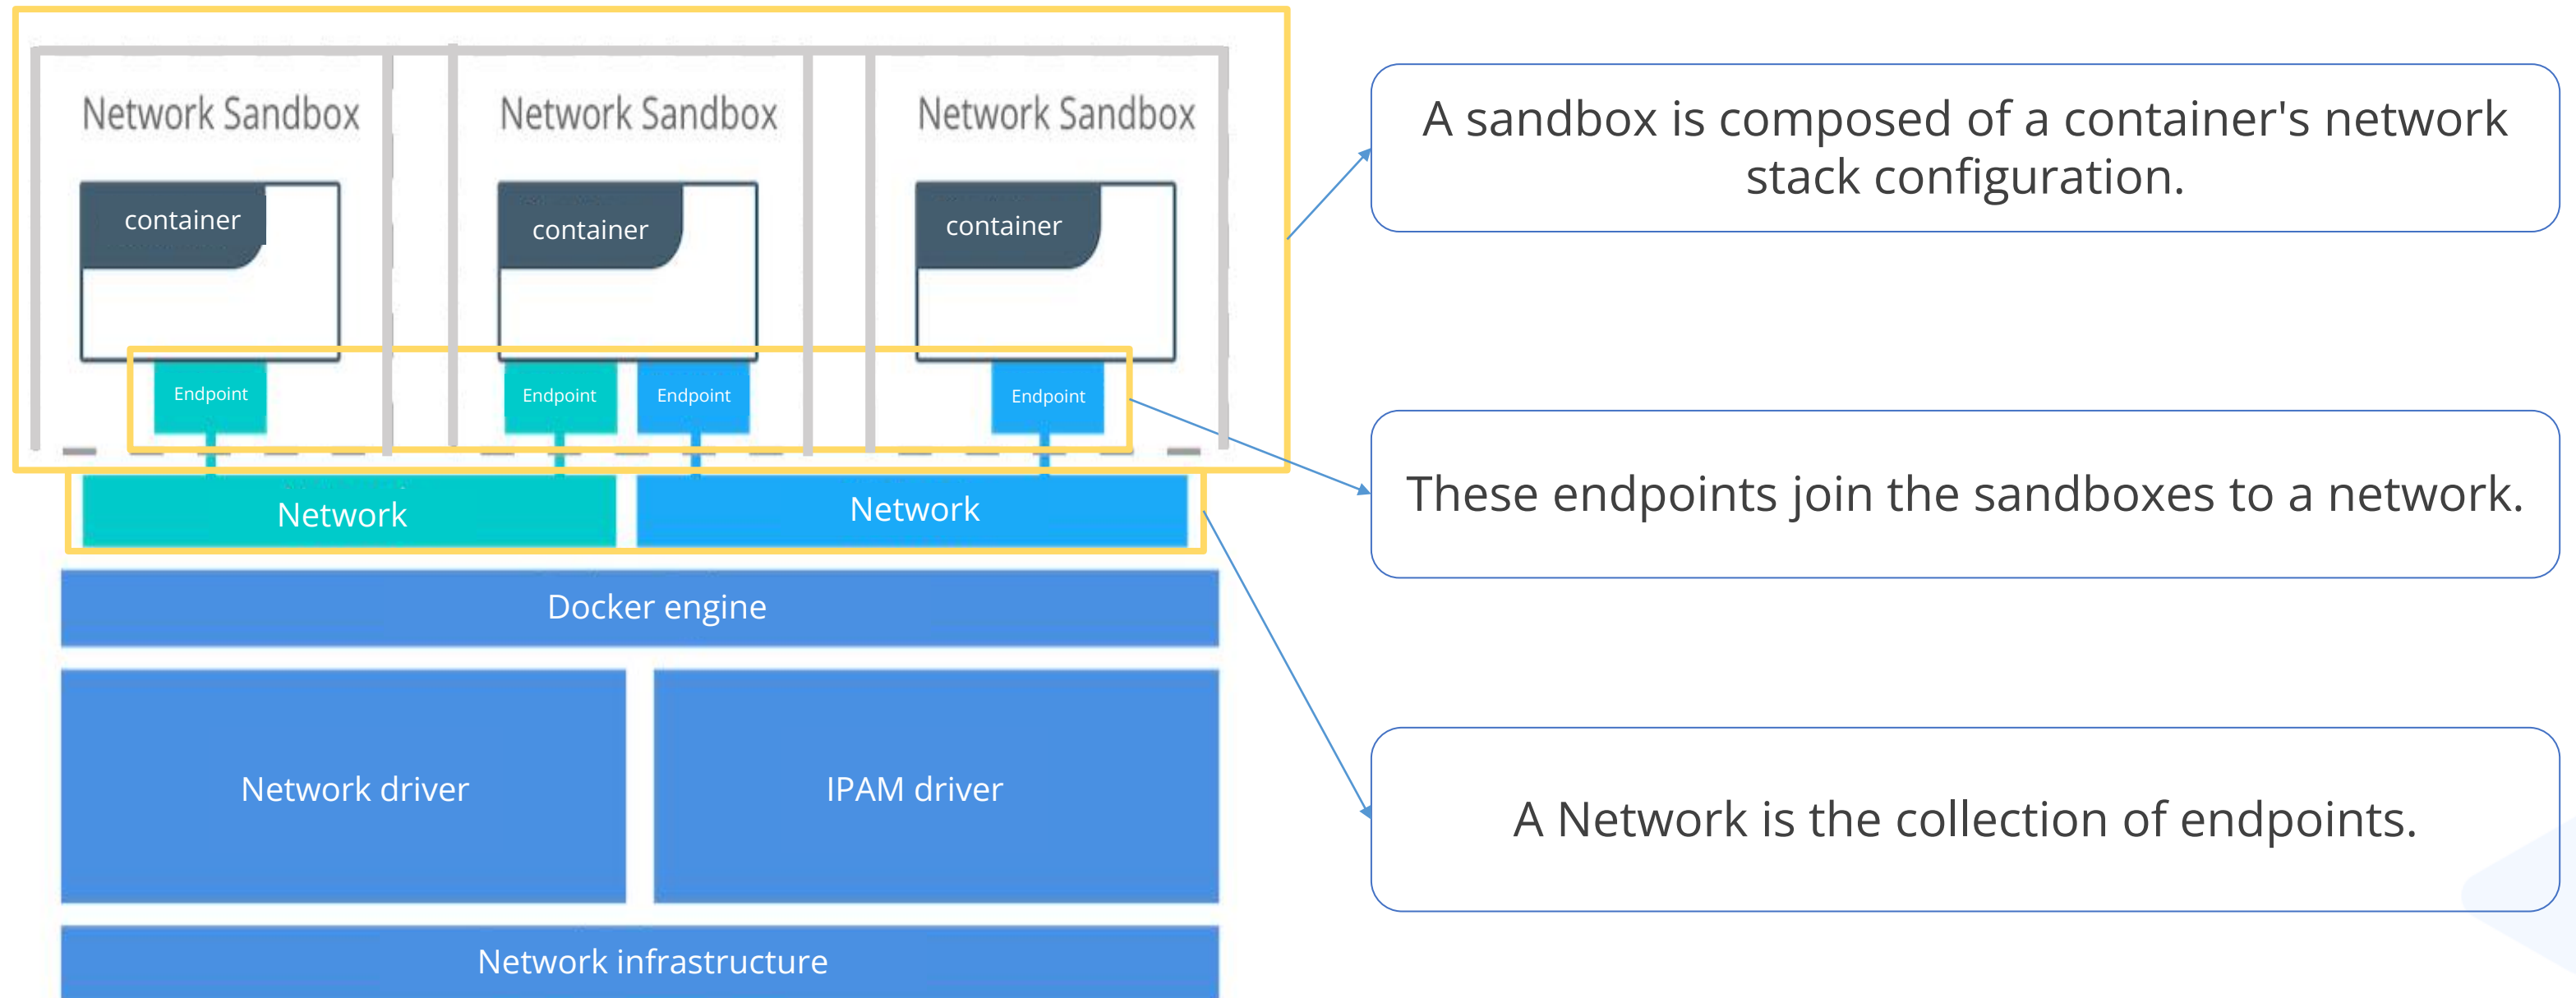 Network Sandbox
Network Sandbox
Network Sandbox
container
container
container
Endpoint
Endpoint
Endpoint
Endpoint
Network
Network
Docker engine
Network driver
IPAM driver
Network infrastructure
A sandbox is composed of a container's network
stack configuration.
These endpoints join the sandboxes to a network.
A Network is the collection of endpoints.